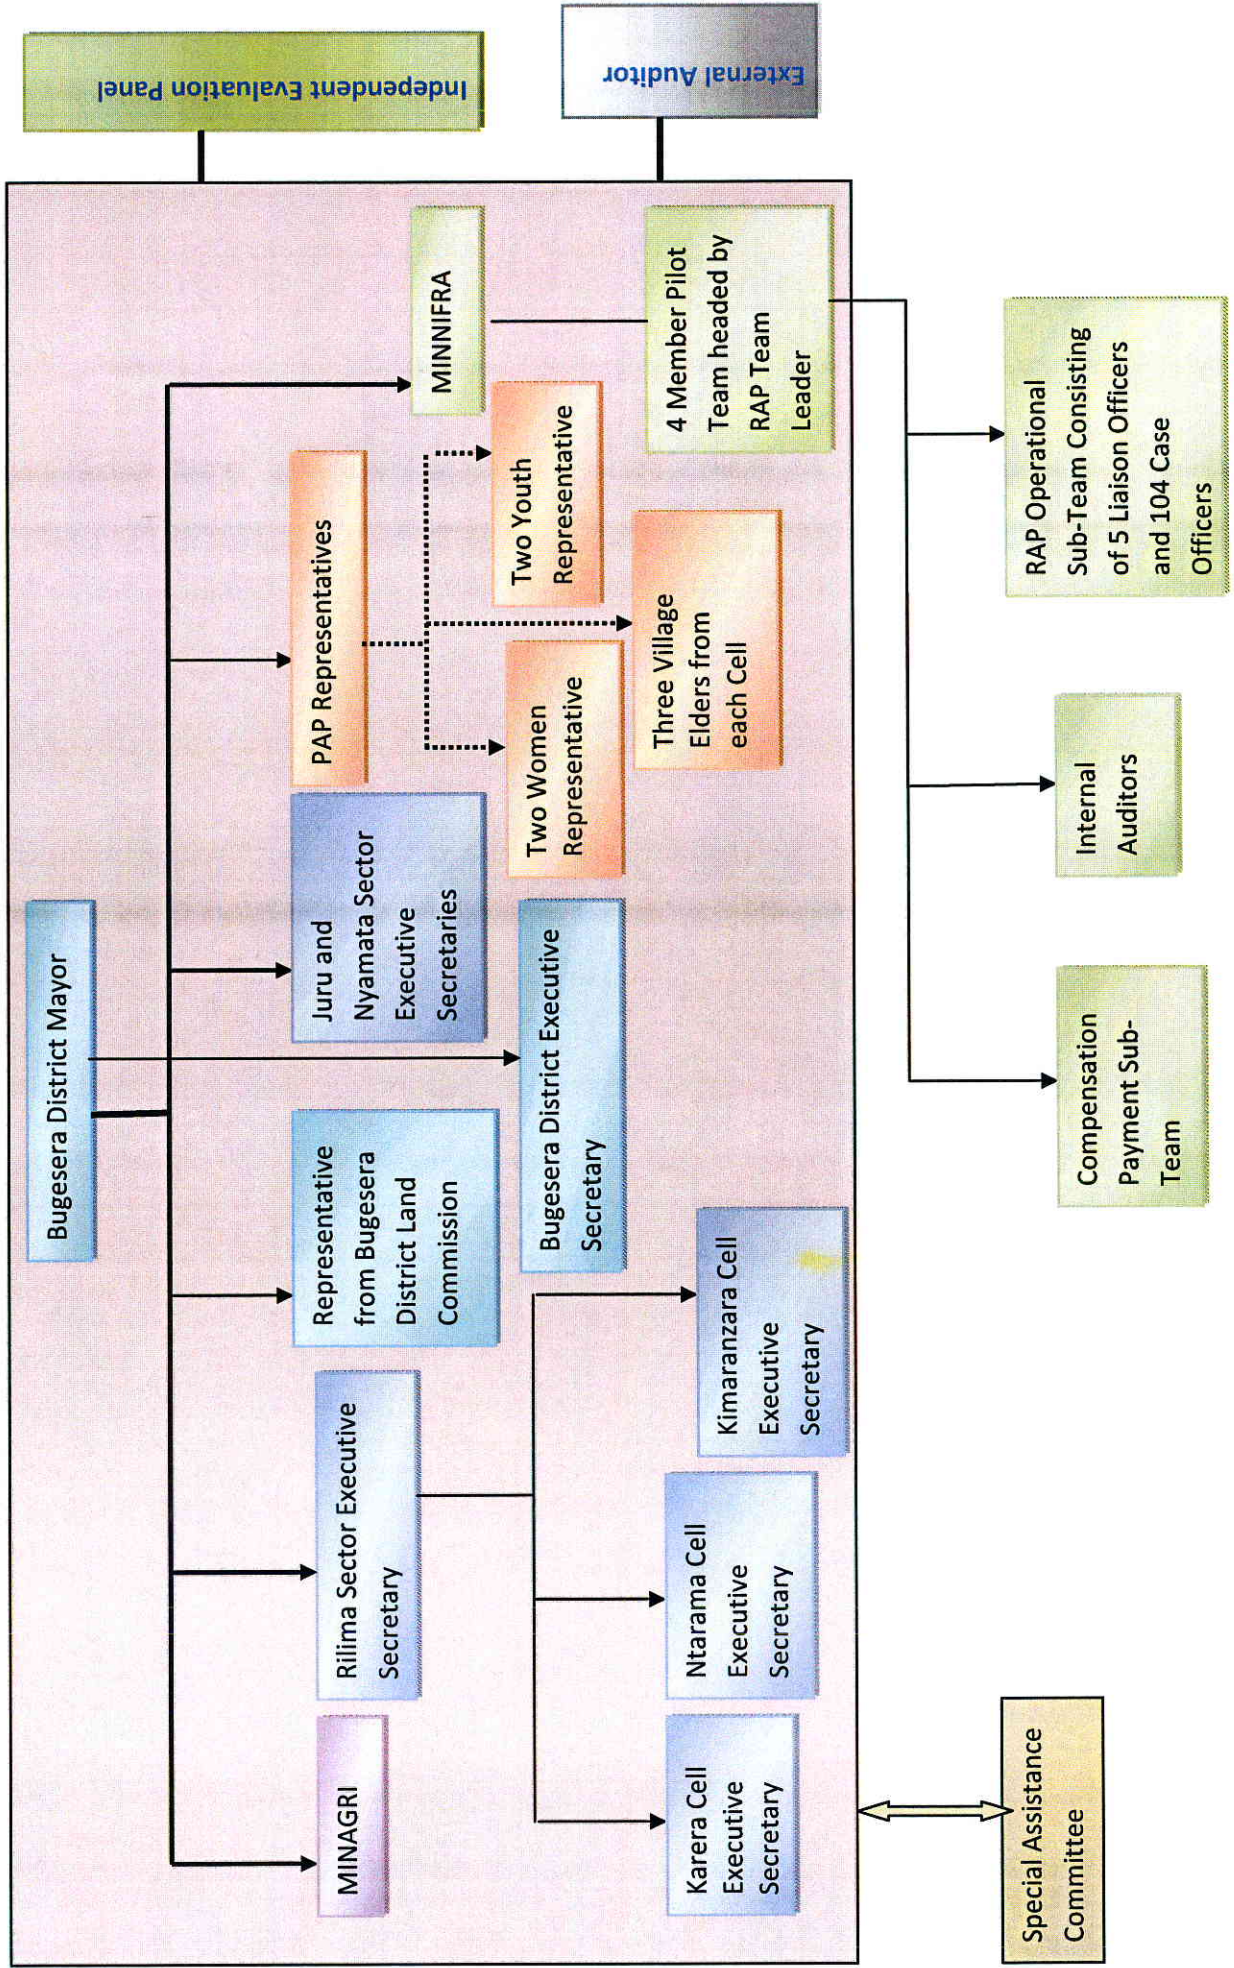 Bugesera District Mayor
MINAGRI
Rilima Sector Executive
Secretary
Representative
from Bugesera
District Land
Commission
Juru and
Nyamata Sector
Executive
Secretaries
PAP Representatives
MINNIFRA
Bugesera District Executive
Secretary
Two Women
Representative
Two Youth
Representative
Three Village
Elders from
each Cell
Karera Cell
Executive
Secretary
Ntarama Cell
Executive
Secretary
Kimaranzara Cell
Executive
Secretary
4 Member Pilot
Team headed by
RAP Team
Leader
Independent Evaluation Panel
External Auditor
Special Assistance
Committee
Compensation
Payment Sub-
Team
Internal
Auditors
RAP Operational
Sub-Team Consisting
of 5 Liaison Officers
and 104 Case
Officers